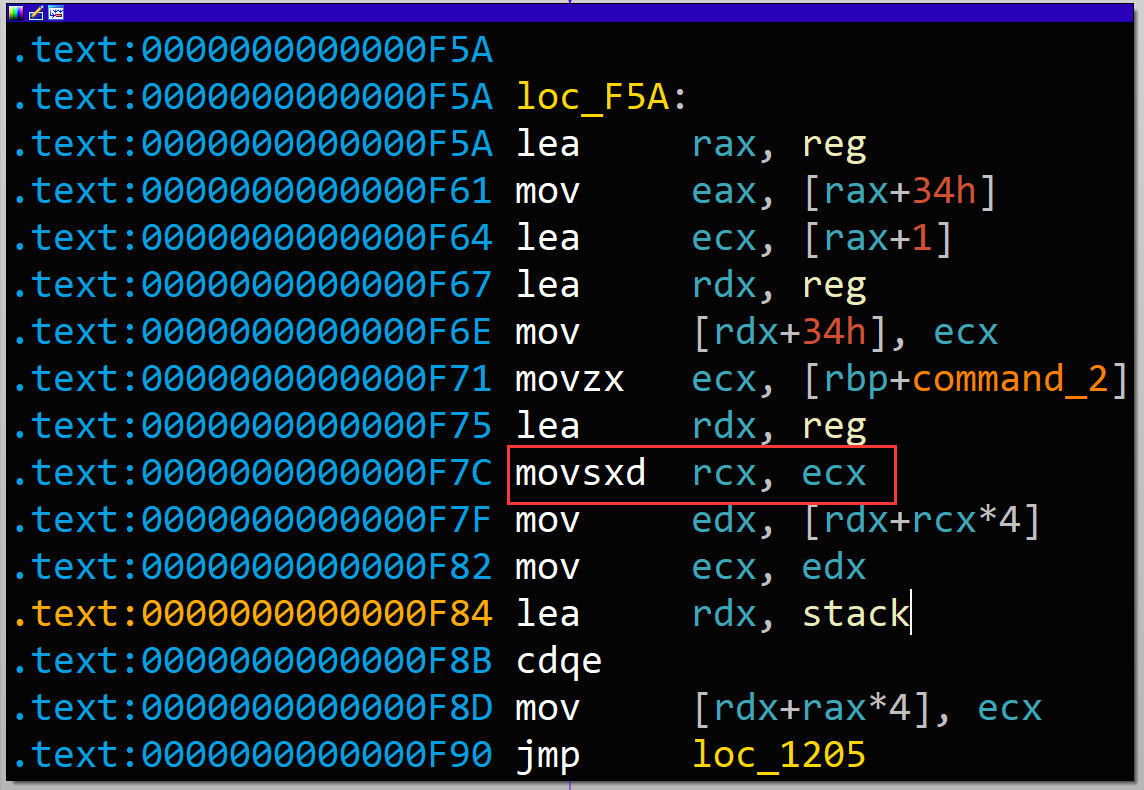 .text:0000000000000F5A
.text:0000000000000F5A loc_F5A:
.text:0000000000000F5A lea rax, reg
.text:0000000000000F61 mov eax, [rax+34h]
.text:0000000000000F64 lea ecx, [rax+1]
.text:0000000000000F67 lea rdx, reg
.text:0000000000000F6E mov [rdx+34h], ecx
.text:0000000000000F71 movzx ecx, [rbp+command_2]
.text:0000000000000F75 lea rdx, reg
.text:0000000000000F7C movsxd rcx, ecx
.text:0000000000000F7F mov edx, [rdx+rcx*4]
.text:0000000000000F82 mov ecx, edx
.text:0000000000000F84 lea rdx, stack
.text:0000000000000F8B cdqe
.text:0000000000000F8D mov [rdx+rax*4], ecx
.text:0000000000000F90 jmp loc_1205